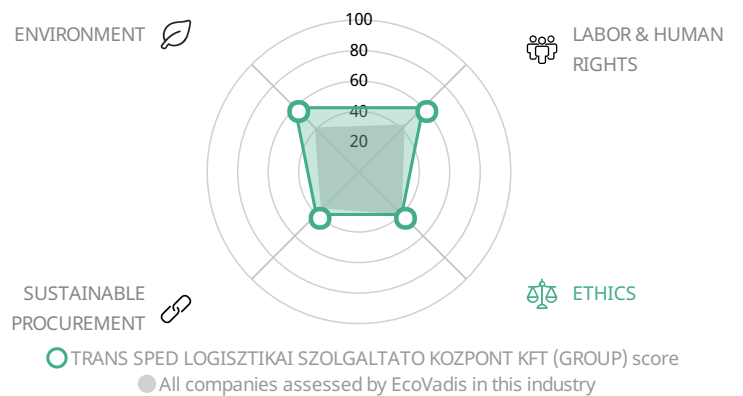 100
ENVIRONMENT
LABOR & HUMAN
RIGHTS
80
60
40
20
SUSTAINABLE
PROCUREMENT
ETHICS
TRANS SPED LOGISZTIKAI SZOLGALTATO KOZPONT KFT (GROUP) score
All companies assessed by EcoVadis in this industry